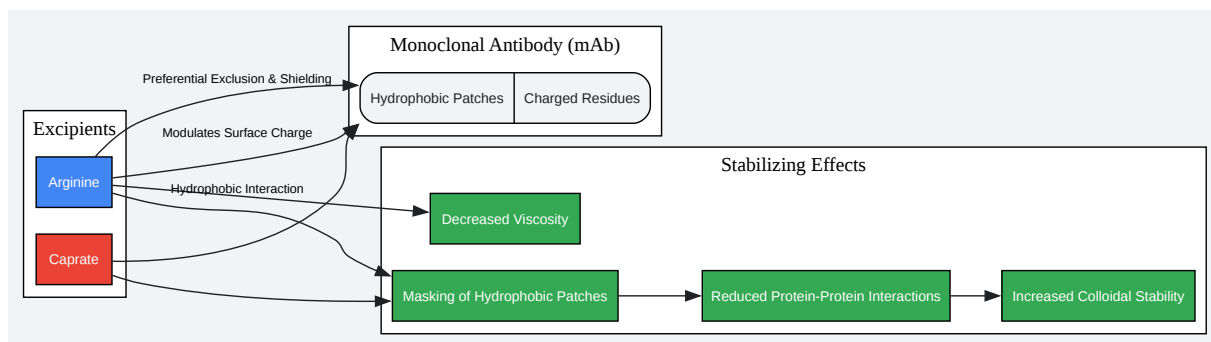 Monoclonal Antibody (mAb)
Preferential Exclusion & Shielding
Hydrophobic Patches
Charged Residues
Excipients
Modulates Surface Charge
Stabilizing Effects
Arginine
Hydrophobic Interaction
Decreased Viscosity
Caprate
Masking of Hydrophobic Patches
Reduced Protein-Protein Interactions
Increased Colloidal Stability